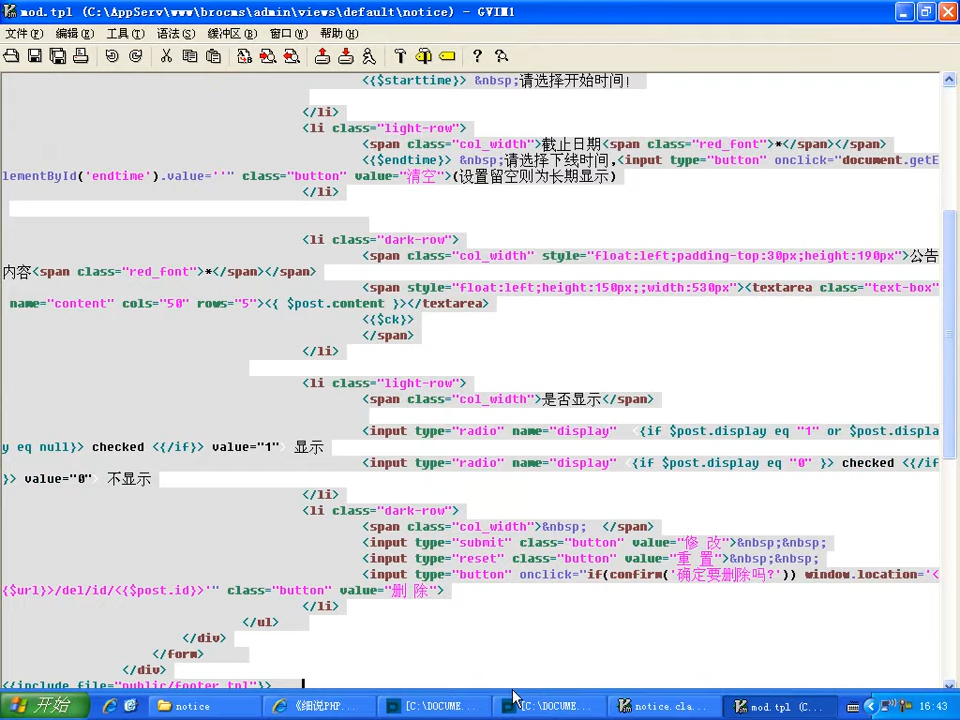 mod.tpl (C:\AppServ\www\brocms\admin\views\default\notice) - GVIM1
文件(F) 编辑(E) 工具(T) 语法(S) 缓冲区(B) 窗口(W) 帮助(H)
<{$starttime}> &nbsp;请选择开始时间!
</li>
<li class="light-row">
<span class="col_width">截止日期<span class="red_font">*</span></span>
<{$endtime}> &nbsp;请选择下线时间,<input type="button" onclick="document.getE
lementById('endtime').value=''" class="button" value="清空">(设置留空则为长期显示)
</li>
<li class="dark-row">
<span class="col_width" style="float:left;padding-top:30px;height:190px">公告
内容<span class="red_font">*</span></span>
<span style="float:left;height:150px;;width:530px"><textarea class="text-box"
name="content" cols="50" rows="5"><{ $post.content }></textarea>
<{$ck}>
</span>
</li>
<li class="light-row">
<span class="col_width">是否显示</span>
<input type="radio" name="display" <{if $post.display eq "1" or $post.displa
y eq null}> checked <{/if}> value="1"> 显示
<input type="radio" name="display" <{if $post.display eq "0" }> checked <{/if
}> value="0"> 不显示
</li>
<li class="dark-row">
<span class="col_width">&nbsp; </span>
<input type="submit" class="button" value="修 改">&nbsp;&nbsp;
<input type="reset" class="button" value="重 置">&nbsp;&nbsp;
<input type="button" onclick="if(confirm('确定要删除吗?')) window.location='<
{$url}>/del/id/<{$post.id}>'" class="button" value="删 除">
</li>
</ul>
</div>
</form>
</div>
<{include file="public/footer.tpl"}>
开始 notice 《细说PHP... [C:\DOCUME... [C:\DOCUME... notice.cla... mod.tpl (C... 16:43